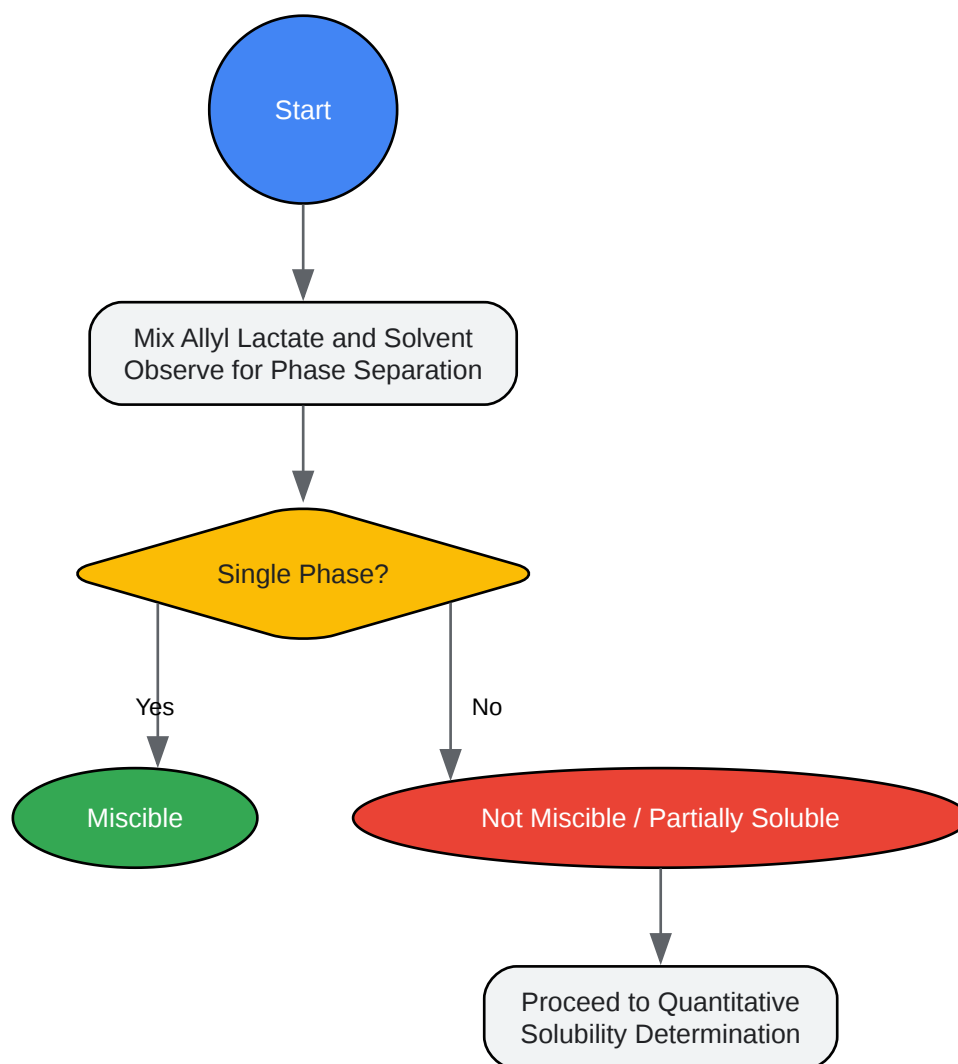 Start
Mix Allyl Lactate and Solvent
Observe for Phase Separation
Single Phase?
Yes
No
Miscible
Not Miscible / Partially Soluble
Proceed to Quantitative
Solubility Determination